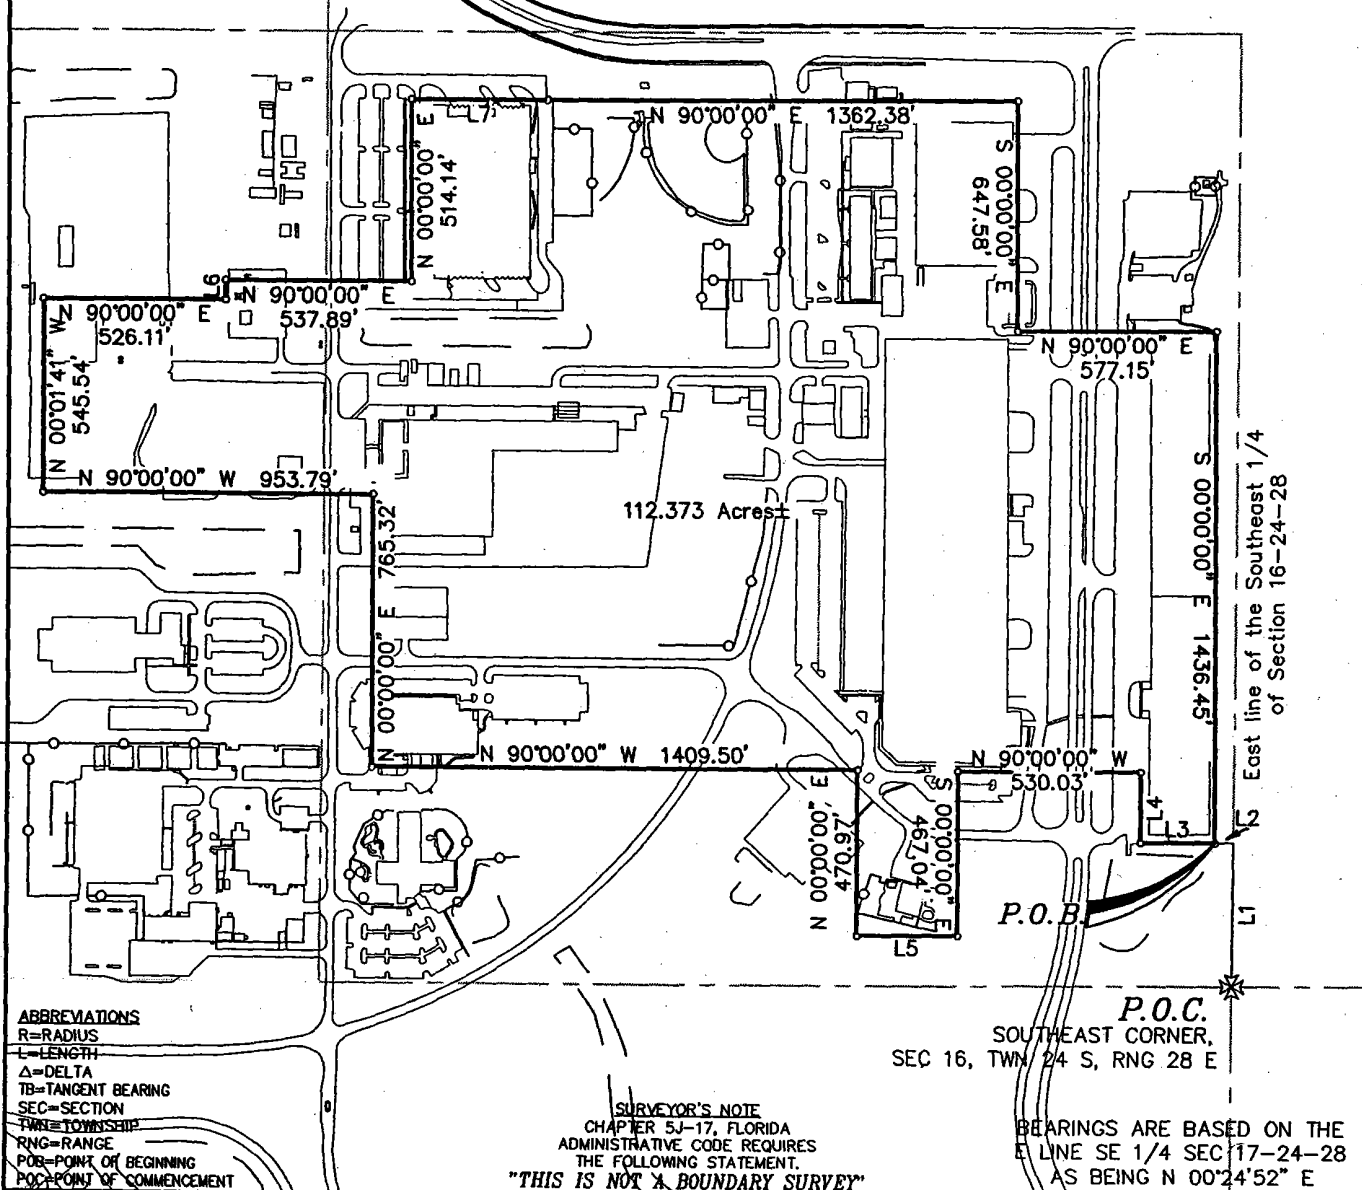 L7
N 90°00'00" E 1362.38'
N 00°00'00" E
514.14'
S 00°00'00" E
647.58'
L6
N 90°00'00" E
537.89'
N 90°00'00" E
526.11'
N 00°01'41" W
545.54'
N 90°00'00" E
577.15'
N 90°00'00" W 953.79'
112.373 Acres±
N 00°00'00" E 765.32'
S 00°00'00" E 1436.45'
East line of the Southeast 1/4
of Section 16-24-28
N 90°00'00" W 1409.50'
N 90°00'00" W
530.03'
N 00°00'00" E
470.97'
S 00°00'00" E
467.04'
L4
L3
L2
L5
P.O.B.
L1
P.O.C.
SOUTHEAST CORNER,
SEC 16, TWN 24 S, RNG 28 E
ABBREVIATIONS
R=RADIUS
L=LENGTH
Δ=DELTA
TB=TANGENT BEARING
SEC=SECTION
TWN=TOWNSHIP
RNG=RANGE
POB=POINT OF BEGINNING
POC=POINT OF COMMENCEMENT
SURVEYOR'S NOTE
CHAPTER 5J-17, FLORIDA
ADMINISTRATIVE CODE REQUIRES
THE FOLLOWING STATEMENT.
"THIS IS NOT A BOUNDARY SURVEY"
BEARINGS ARE BASED ON THE
E LINE SE 1/4 SEC 17-24-28
AS BEING N 00°24'52" E